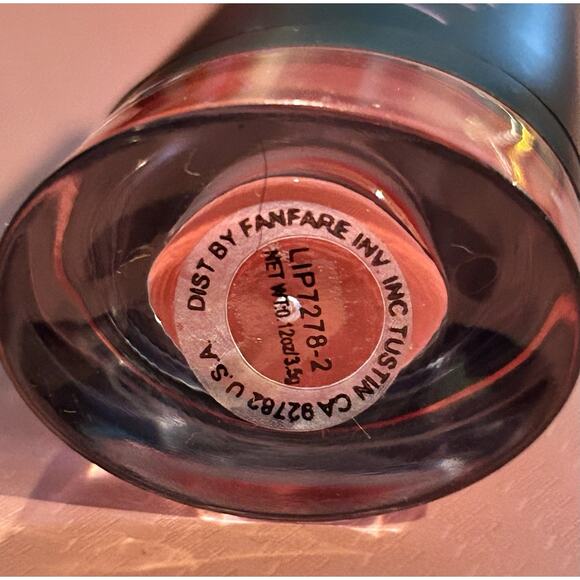 DIST BY FANFARE INV. INC TUSTIN CA 92782 U.S.A
LIP7278-2
NET WT:0.12oz/3.5g